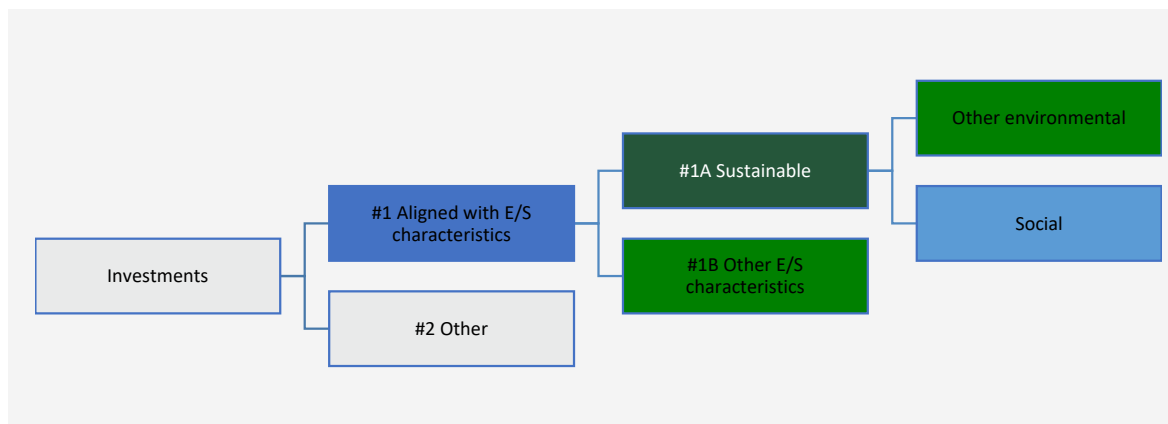 Investments
#1 Aligned with E/S
characteristics
#2 Other
#1A Sustainable
#1B Other E/S
characteristics
Other environmental
Social